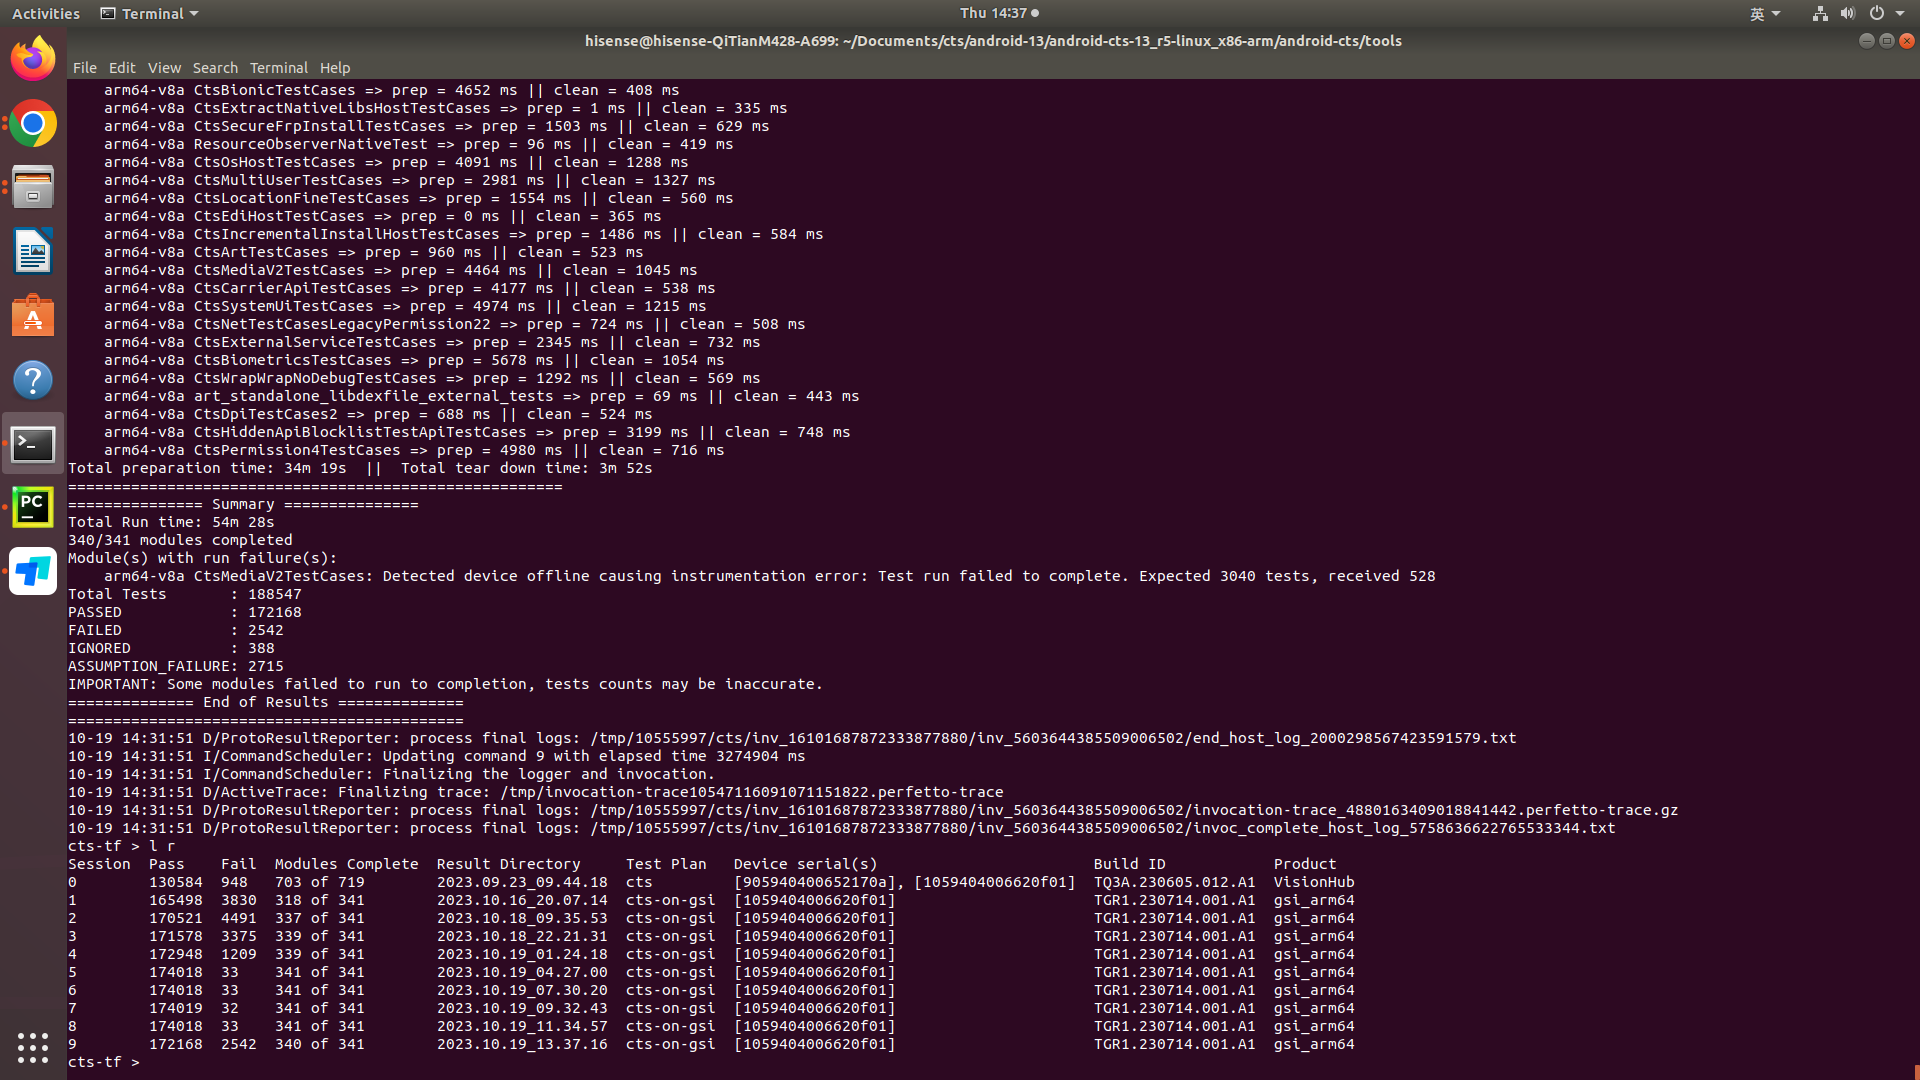 Activities Terminal Thu 14:37 英
hisense@hisense-QiTianM428-A699: ~/Documents/cts/android-13/android-cts-13_r5-linux_x86-arm/android-cts/tools
File Edit View Search Terminal Help
arm64-v8a CtsBionicTestCases => prep = 4652 ms || clean = 408 ms
arm64-v8a CtsExtractNativeLibsHostTestCases => prep = 1 ms || clean = 335 ms
arm64-v8a CtsSecureFrpInstallTestCases => prep = 1503 ms || clean = 629 ms
arm64-v8a ResourceObserverNativeTest => prep = 96 ms || clean = 419 ms
arm64-v8a CtsOsHostTestCases => prep = 4091 ms || clean = 1288 ms
arm64-v8a CtsMultiUserTestCases => prep = 2981 ms || clean = 1327 ms
arm64-v8a CtsLocationFineTestCases => prep = 1554 ms || clean = 560 ms
arm64-v8a CtsEdiHostTestCases => prep = 0 ms || clean = 365 ms
arm64-v8a CtsIncrementalInstallHostTestCases => prep = 1486 ms || clean = 584 ms
arm64-v8a CtsArtTestCases => prep = 960 ms || clean = 523 ms
arm64-v8a CtsMediaV2TestCases => prep = 4464 ms || clean = 1045 ms
arm64-v8a CtsCarrierApiTestCases => prep = 4177 ms || clean = 538 ms
arm64-v8a CtsSystemUiTestCases => prep = 4974 ms || clean = 1215 ms
arm64-v8a CtsNetTestCasesLegacyPermission22 => prep = 724 ms || clean = 508 ms
arm64-v8a CtsExternalServiceTestCases => prep = 2345 ms || clean = 732 ms
arm64-v8a CtsBiometricsTestCases => prep = 5678 ms || clean = 1054 ms
arm64-v8a CtsWrapWrapNoDebugTestCases => prep = 1292 ms || clean = 569 ms
arm64-v8a art_standalone_libdexfile_external_tests => prep = 69 ms || clean = 443 ms
arm64-v8a CtsDpiTestCases2 => prep = 688 ms || clean = 524 ms
arm64-v8a CtsHiddenApiBlocklistTestApiTestCases => prep = 3199 ms || clean = 748 ms
arm64-v8a CtsPermission4TestCases => prep = 4980 ms || clean = 716 ms
Total preparation time: 34m 19s || Total tear down time: 3m 52s
=======================================================
=============== Summary ===============
Total Run time: 54m 28s
340/341 modules completed
Module(s) with run failure(s):
arm64-v8a CtsMediaV2TestCases: Detected device offline causing instrumentation error: Test run failed to complete. Expected 3040 tests, received 528
Total Tests : 188547
PASSED : 172168
FAILED : 2542
IGNORED : 388
ASSUMPTION_FAILURE: 2715
IMPORTANT: Some modules failed to run to completion, tests counts may be inaccurate.
============== End of Results ==============
============================================
10-19 14:31:51 D/ProtoResultReporter: process final logs: /tmp/10555997/cts/inv_16101687872333877880/inv_5603644385509006502/end_host_log_2000298567423591579.txt
10-19 14:31:51 I/CommandScheduler: Updating command 9 with elapsed time 3274904 ms
10-19 14:31:51 I/CommandScheduler: Finalizing the logger and invocation.
10-19 14:31:51 D/ActiveTrace: Finalizing trace: /tmp/invocation-trace10547116091071151822.perfetto-trace
10-19 14:31:51 D/ProtoResultReporter: process final logs: /tmp/10555997/cts/inv_16101687872333877880/inv_5603644385509006502/invocation-trace_4880163409018841442.perfetto-trace.gz
10-19 14:31:51 D/ProtoResultReporter: process final logs: /tmp/10555997/cts/inv_16101687872333877880/inv_5603644385509006502/invoc_complete_host_log_5758636622765533344.txt
cts-tf > l r
Session Pass Fail Modules Complete Result Directory Test Plan Device serial(s) Build ID Product
0 130584 948 703 of 719 2023.09.23_09.44.18 cts [905940400652170a], [1059404006620f01] TQ3A.230605.012.A1 VisionHub
1 165498 3830 318 of 341 2023.10.16_20.07.14 cts-on-gsi [1059404006620f01] TGR1.230714.001.A1 gsi_arm64
2 170521 4491 337 of 341 2023.10.18_09.35.53 cts-on-gsi [1059404006620f01] TGR1.230714.001.A1 gsi_arm64
3 171578 3375 339 of 341 2023.10.18_22.21.31 cts-on-gsi [1059404006620f01] TGR1.230714.001.A1 gsi_arm64
4 172948 1209 339 of 341 2023.10.19_01.24.18 cts-on-gsi [1059404006620f01] TGR1.230714.001.A1 gsi_arm64
5 174018 33 341 of 341 2023.10.19_04.27.00 cts-on-gsi [1059404006620f01] TGR1.230714.001.A1 gsi_arm64
6 174018 33 341 of 341 2023.10.19_07.30.20 cts-on-gsi [1059404006620f01] TGR1.230714.001.A1 gsi_arm64
7 174019 32 341 of 341 2023.10.19_09.32.43 cts-on-gsi [1059404006620f01] TGR1.230714.001.A1 gsi_arm64
8 174018 33 341 of 341 2023.10.19_11.34.57 cts-on-gsi [1059404006620f01] TGR1.230714.001.A1 gsi_arm64
9 172168 2542 340 of 341 2023.10.19_13.37.16 cts-on-gsi [1059404006620f01] TGR1.230714.001.A1 gsi_arm64
cts-tf >
PC